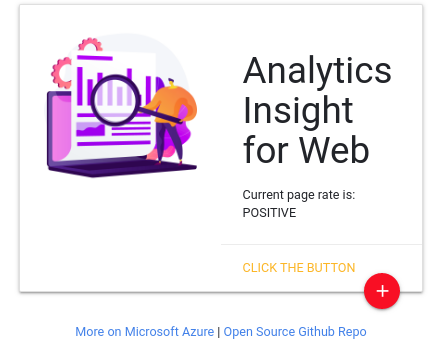 Analytics
Insight
for Web
Current page rate is:
POSITIVE
CLICK THE BUTTON
+
More on Microsoft Azure | Open Source Github Repo